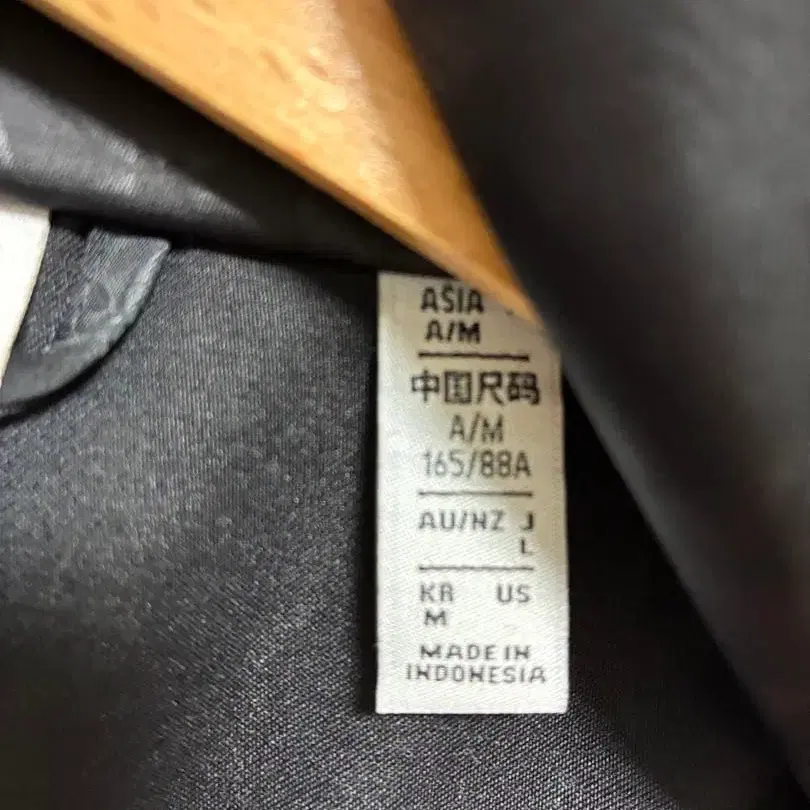 ASIA
A/M
中国尺码
A/M
165/88A
AU/NZ J
L
KR US
M
MADE IN
INDONESIA